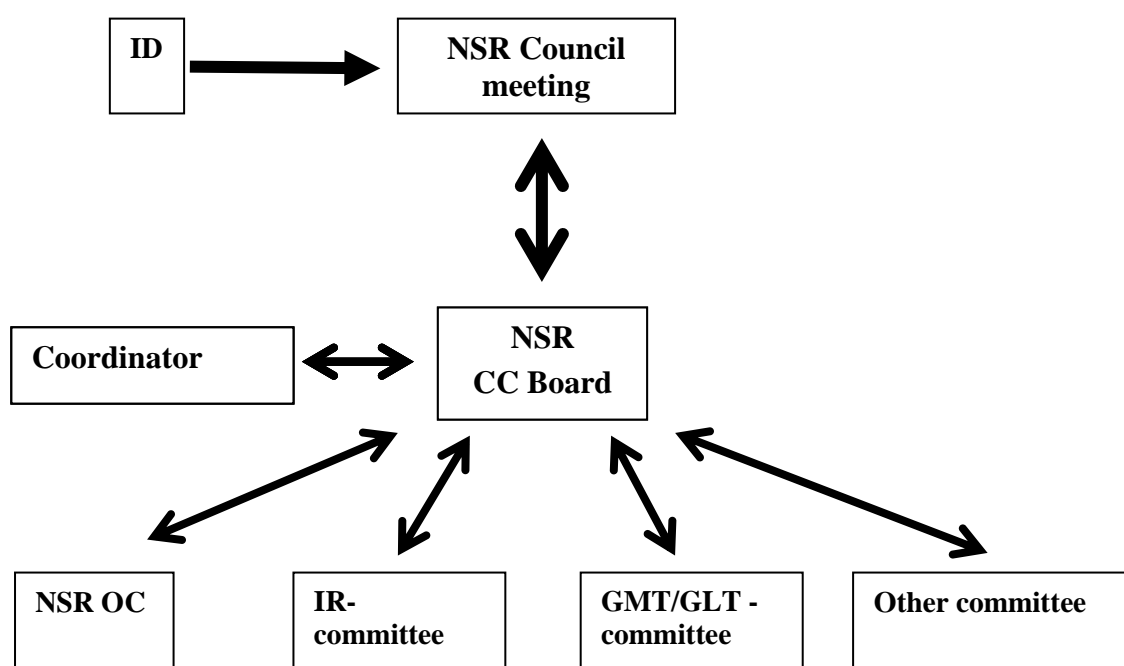 ID
NSR Council
meeting
Coordinator
NSR
CC Board
NSR OC
IR-
committee
GMT/GLT -
committee
Other committee